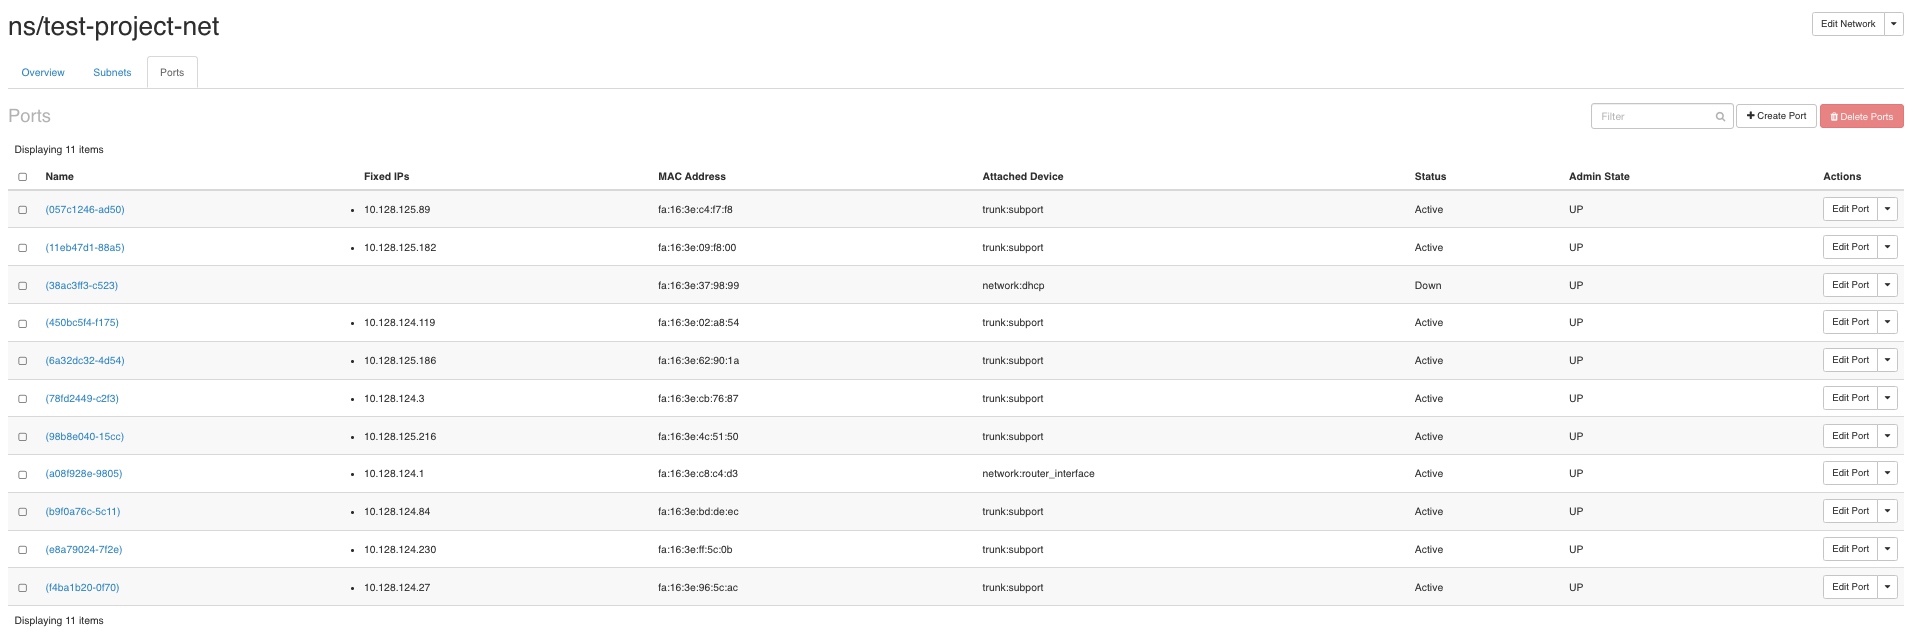 ns/test-project-net
Edit Network
Overview Subnets Ports
Ports
Filter Create Port Delete Ports
Displaying 11 items
Name Fixed IPs MAC Address Attached Device Status Admin State Actions
(057c1246-ad50) • 10.128.125.89 fa:16:3e:c4:f7:f8 trunk:subport Active UP Edit Port
(11eb47d1-88a5) • 10.128.125.182 fa:16:3e:09:f8:00 trunk:subport Active UP Edit Port
(38ac3ff3-c523) fa:16:3e:37:98:99 network:dhcp Down UP Edit Port
(450bc5f4-f175) • 10.128.124.119 fa:16:3e:02:a8:54 trunk:subport Active UP Edit Port
(6a32dc32-4d54) • 10.128.125.186 fa:16:3e:62:90:1a trunk:subport Active UP Edit Port
(78fd2449-c2f3) • 10.128.124.3 fa:16:3e:cb:76:87 trunk:subport Active UP Edit Port
(98b8e040-15cc) • 10.128.125.216 fa:16:3e:4c:51:50 trunk:subport Active UP Edit Port
(a08f928e-9805) • 10.128.124.1 fa:16:3e:c8:c4:d3 network:router_interface Active UP Edit Port
(b9f0a76c-5c11) • 10.128.124.84 fa:16:3e:bd:de:ec trunk:subport Active UP Edit Port
(e8a79024-7f2e) • 10.128.124.230 fa:16:3e:ff:5c:0b trunk:subport Active UP Edit Port
(f4ba1b20-0f70) • 10.128.124.27 fa:16:3e:96:5c:ac trunk:subport Active UP Edit Port
Displaying 11 items